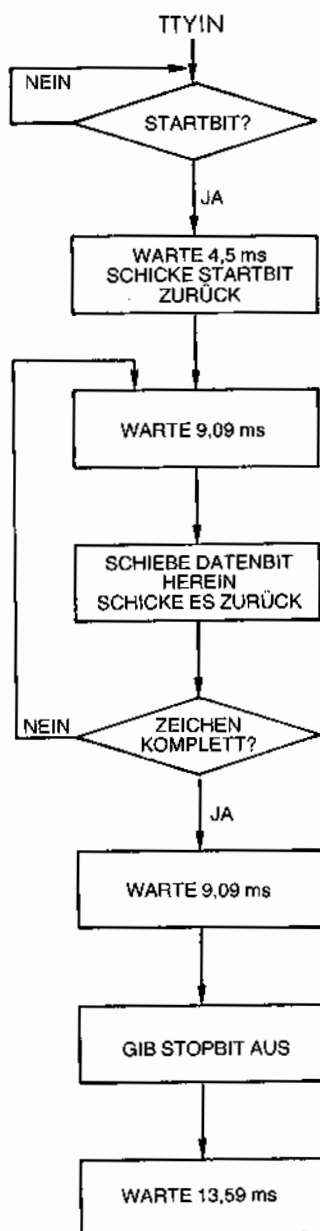 TTYIN
NEIN
STARTBIT?
JA
WARTE 4,5 ms
SCHICKE STARTBIT
ZURÜCK
WARTE 9,09 ms
SCHIEBE DATENBIT
HEREIN
SCHICKE ES ZURÜCK
NEIN
ZEICHEN
KOMPLETT?
JA
WARTE 9,09 ms
GIB STOPBIT AUS
WARTE 13,59 ms